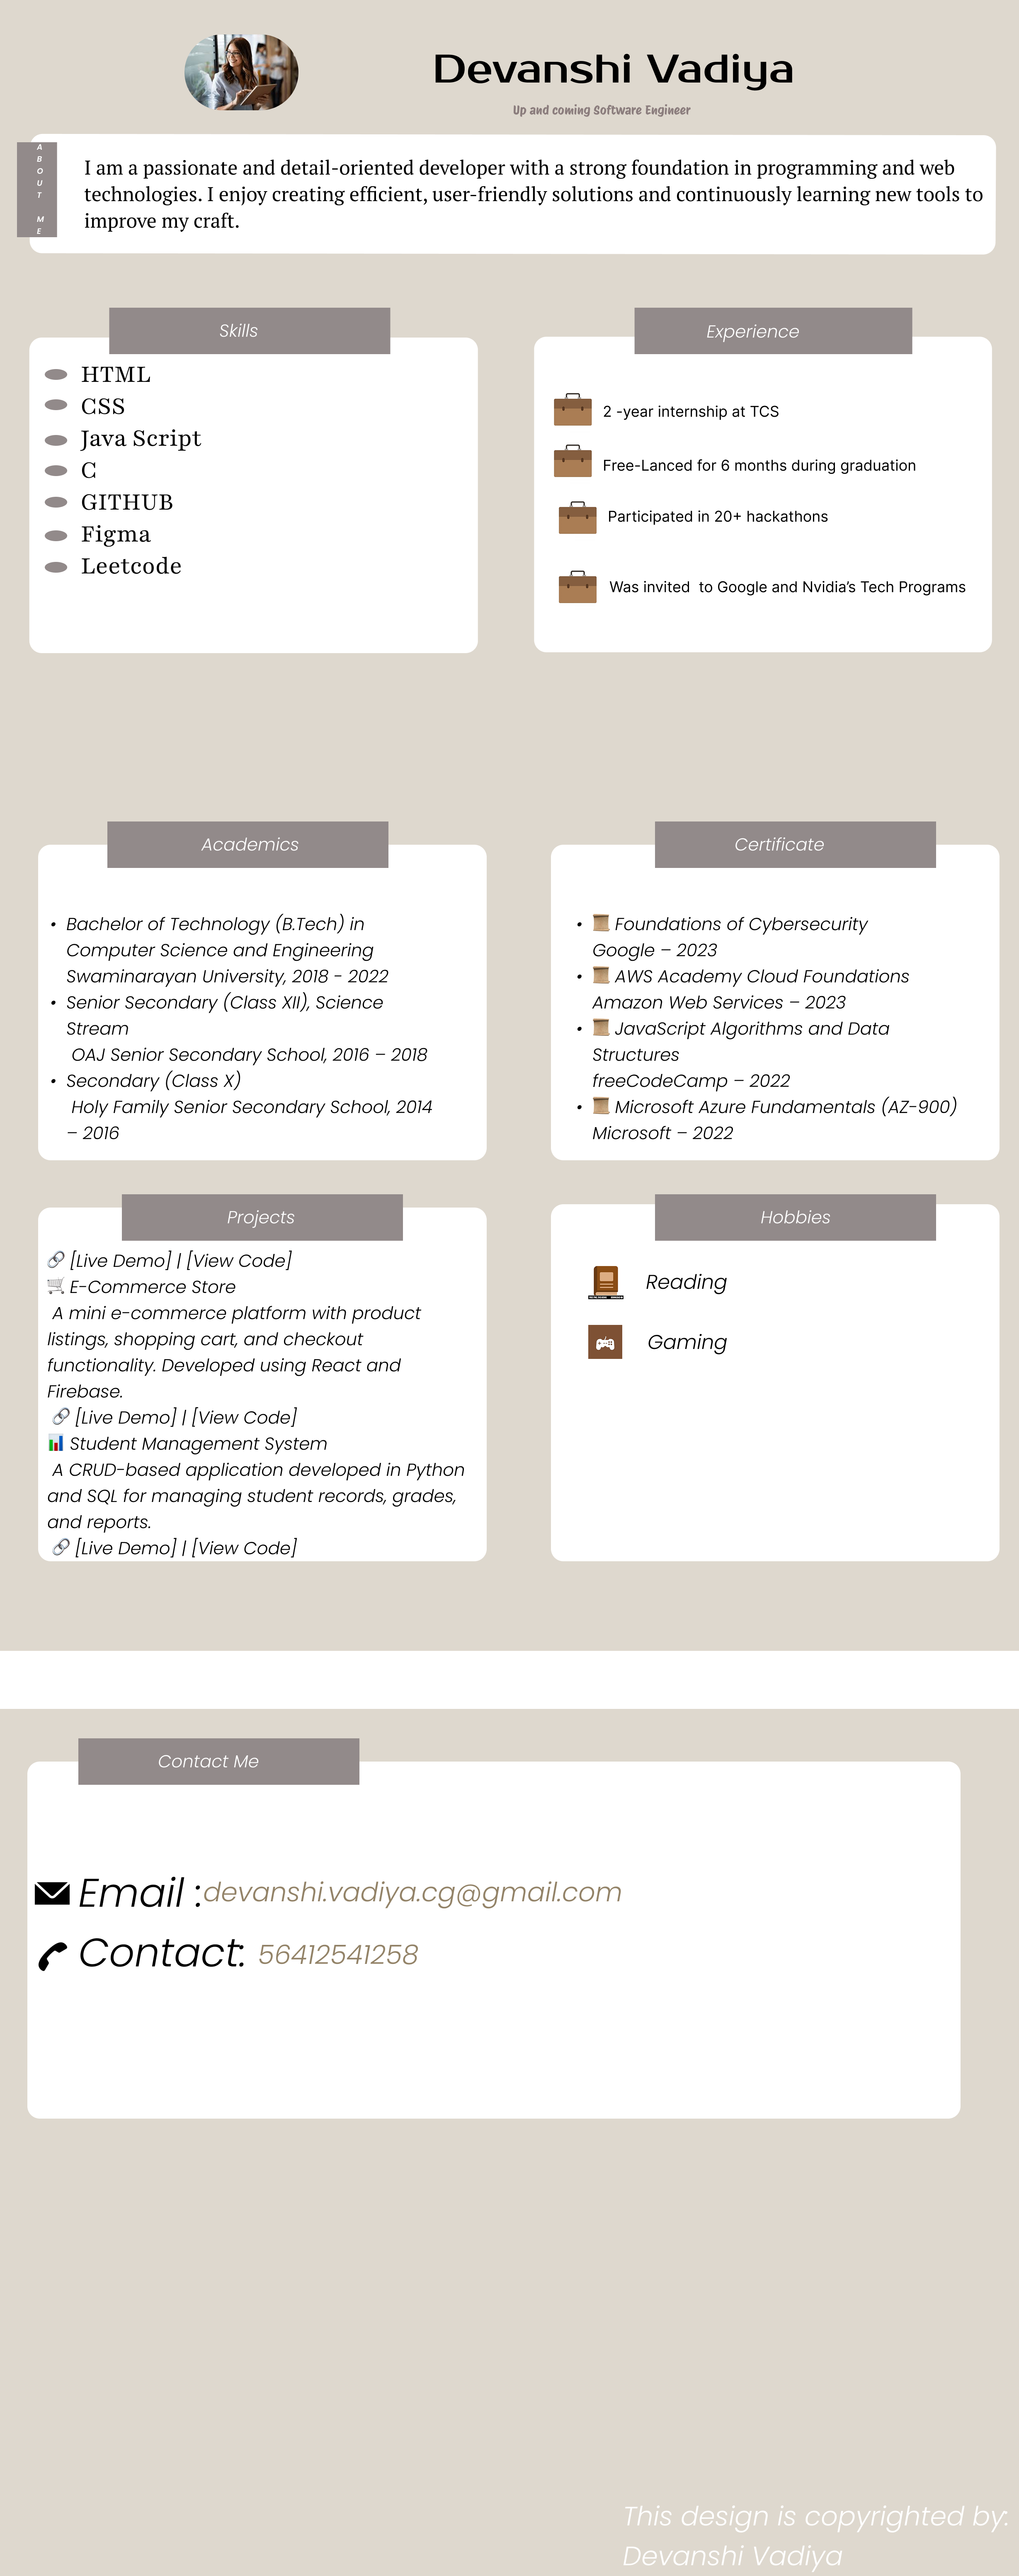 Devanshi Vadiya
Up and coming Software Engineer
ABOUT ME
I am a passionate and detail-oriented developer with a strong foundation in programming and web
technologies. I enjoy creating efficient, user-friendly solutions and continuously learning new tools to
improve my craft.
Skills
HTML
CSS
Java Script
C
GITHUB
Figma
Leetcode
Experience
2 -year internship at TCS
Free-Lanced for 6 months during graduation
Participated in 20+ hackathons
Was invited  to Google and Nvidia’s Tech Programs
Academics
• Bachelor of Technology (B.Tech) in
Computer Science and Engineering
Swaminarayan University, 2018 - 2022
• Senior Secondary (Class XII), Science
Stream
OAJ Senior Secondary School, 2016 – 2018
• Secondary (Class X)
Holy Family Senior Secondary School, 2014
– 2016
Certificate
• 📜 Foundations of Cybersecurity
Google – 2023
• 📜 AWS Academy Cloud Foundations
Amazon Web Services – 2023
• 📜 JavaScript Algorithms and Data
Structures
freeCodeCamp – 2022
• 📜 Microsoft Azure Fundamentals (AZ-900)
Microsoft – 2022
Projects
🔗 [Live Demo] | [View Code]
🛒 E-Commerce Store
A mini e-commerce platform with product
listings, shopping cart, and checkout
functionality. Developed using React and
Firebase.
🔗 [Live Demo] | [View Code]
📊 Student Management System
A CRUD-based application developed in Python
and SQL for managing student records, grades,
and reports.
🔗 [Live Demo] | [View Code]
Hobbies
Reading
Gaming
Contact Me
Email :devanshi.vadiya.cg@gmail.com
Contact: 56412541258
This design is copyrighted by:
Devanshi Vadiya